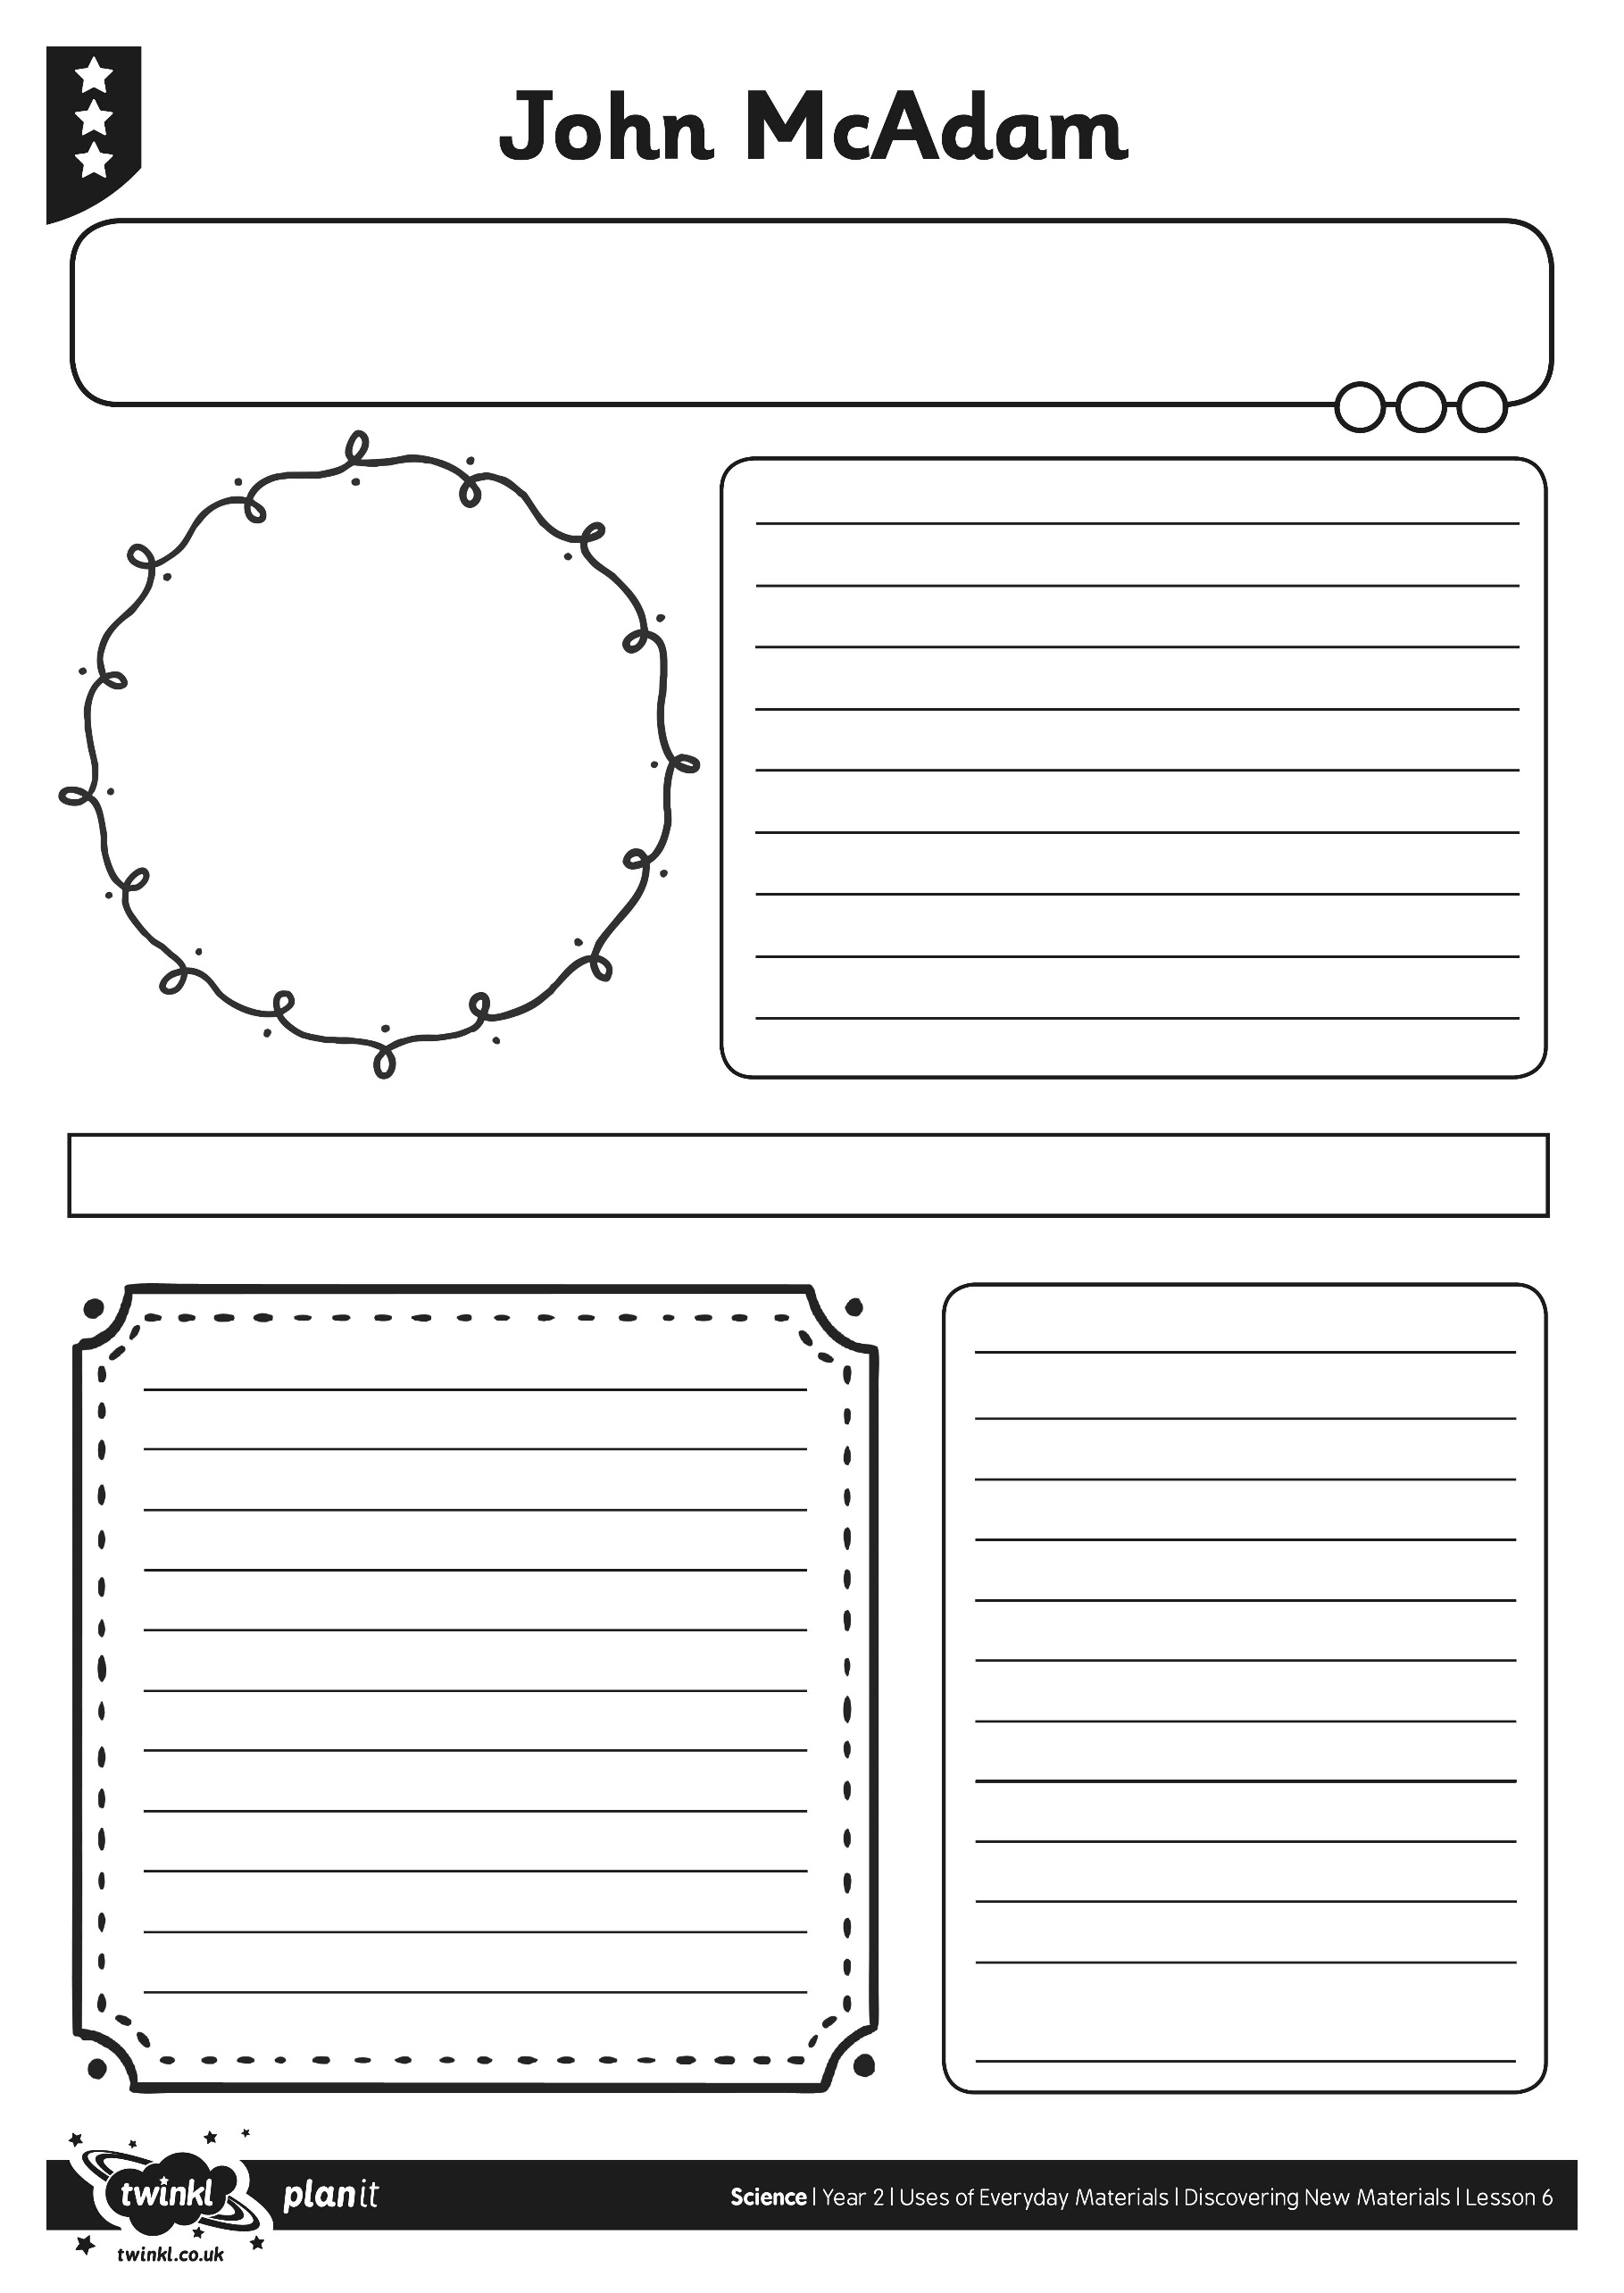 John McAdam
twinkl
planit
Science | Year 2 | Uses of Everyday Materials | Discovering New Materials | Lesson 6
twinkl.co.uk